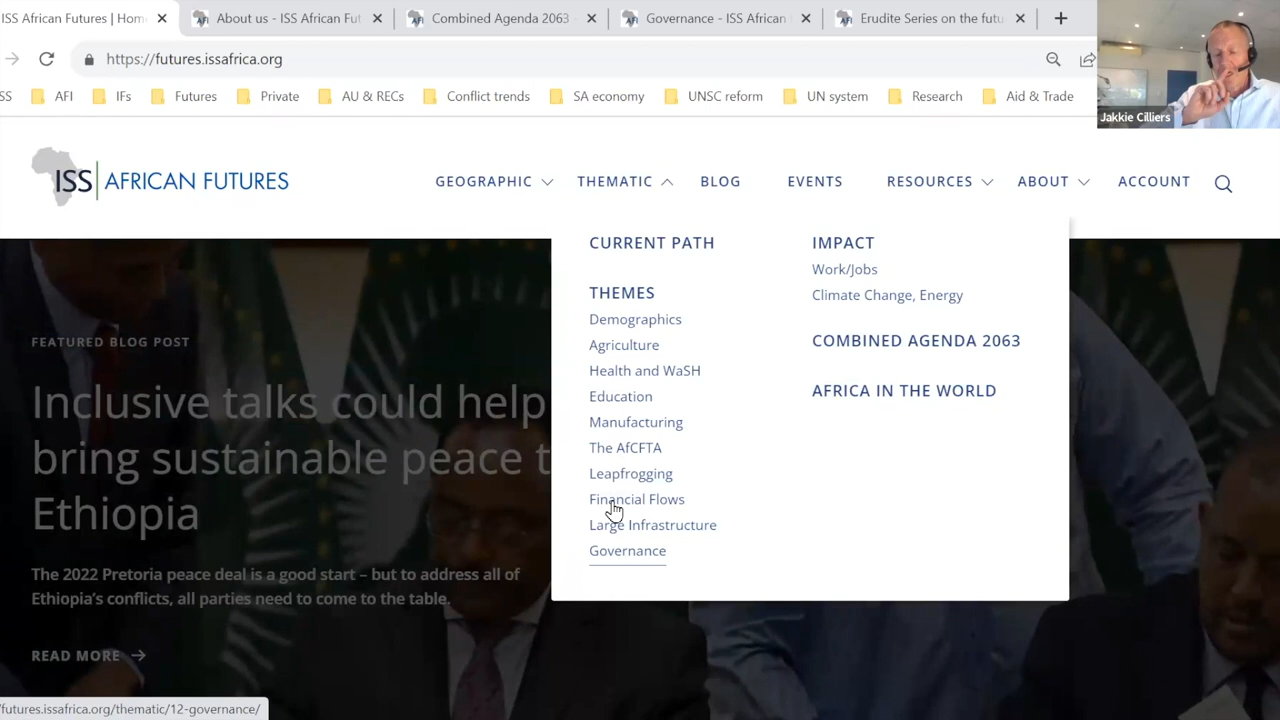 ISS African Futures | Hom
About us - ISS African Fut
Combined Agenda 2063
Governance - ISS African
Erudite Series on the futu
https://futures.issafrica.org
SS
AFI
IFs
Futures
Private
AU & RECs
Conflict trends
SA economy
UNSC reform
UN system
Research
Aid & Trade
Jakkie Cilliers
ISS | AFRICAN FUTURES
GEOGRAPHIC
THEMATIC
BLOG
EVENTS
RESOURCES
ABOUT
ACCOUNT
CURRENT PATH
THEMES
Demographics
Agriculture
Health and WaSH
Education
Manufacturing
The AfCFTA
Leapfrogging
Financial Flows
Large Infrastructure
Governance
IMPACT
Work/Jobs
Climate Change, Energy
COMBINED AGENDA 2063
AFRICA IN THE WORLD
FEATURED BLOG POST
Inclusive talks could help
bring sustainable peace t
Ethiopia
The 2022 Pretoria peace deal is a good start – but to address all of
Ethiopia's conflicts, all parties need to come to the table.
READ MORE
futures.issafrica.org/thematic/12-governance/